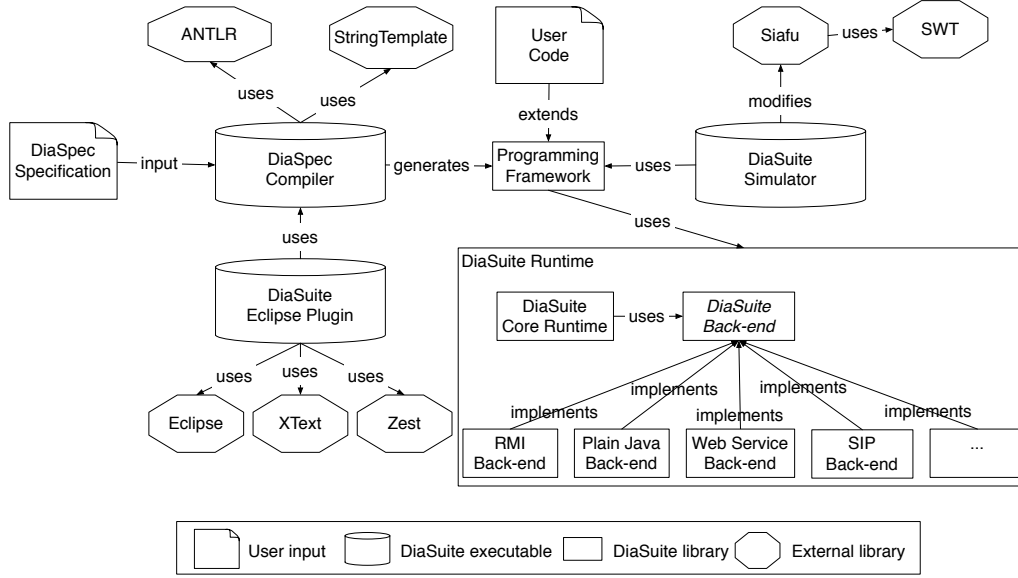 ANTLR
StringTemplate
User
Code
Siafu
uses
SWT
uses
uses
extends
modifies
DiaSpec
Specification
input
DiaSpec
Compiler
generates
Programming
Framework
uses
DiaSuite
Simulator
uses
uses
DiaSuite
Eclipse Plugin
DiaSuite Runtime
DiaSuite
Core Runtime
uses
DiaSuite
Back-end
uses
uses
uses
implements
implements
implements
implements
implements
Eclipse
XText
Zest
RMI
Back-end
Plain Java
Back-end
Web Service
Back-end
SIP
Back-end
...
User input
DiaSuite executable
DiaSuite library
External library